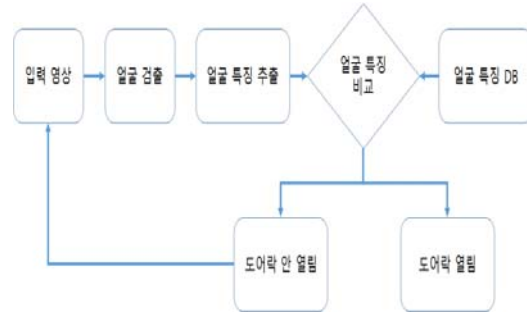 입력 영상
얼굴 검출
얼굴 특징 추출
얼굴 특징
비교
얼굴 특징 DB
도어락 안 열림
도어락 열림